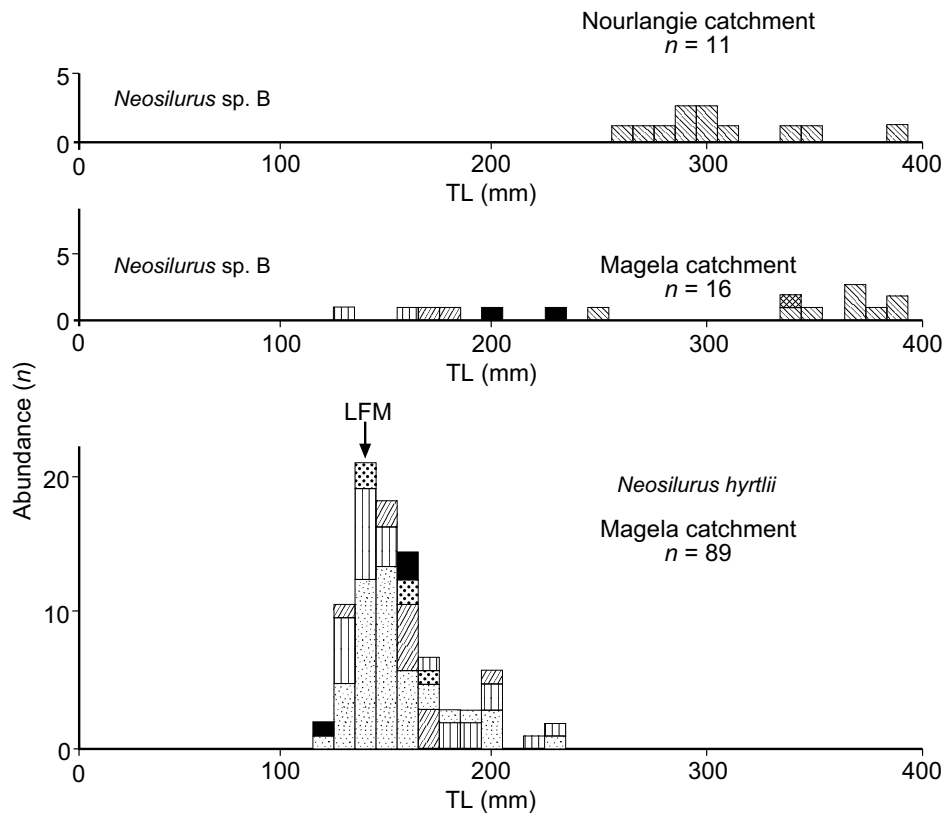 Nourlangie catchment
n = 11
Neosilurus sp. B
5
0
0 100 200 300 400
TL (mm)
Neosilurus sp. B
Magela catchment
n = 16
5
0
0 100 200 300 400
TL (mm)
Abundance (n)
LFM
Neosilurus hyrtlii
Magela catchment
n = 89
20
10
0
0 100 200 300 400
TL (mm)